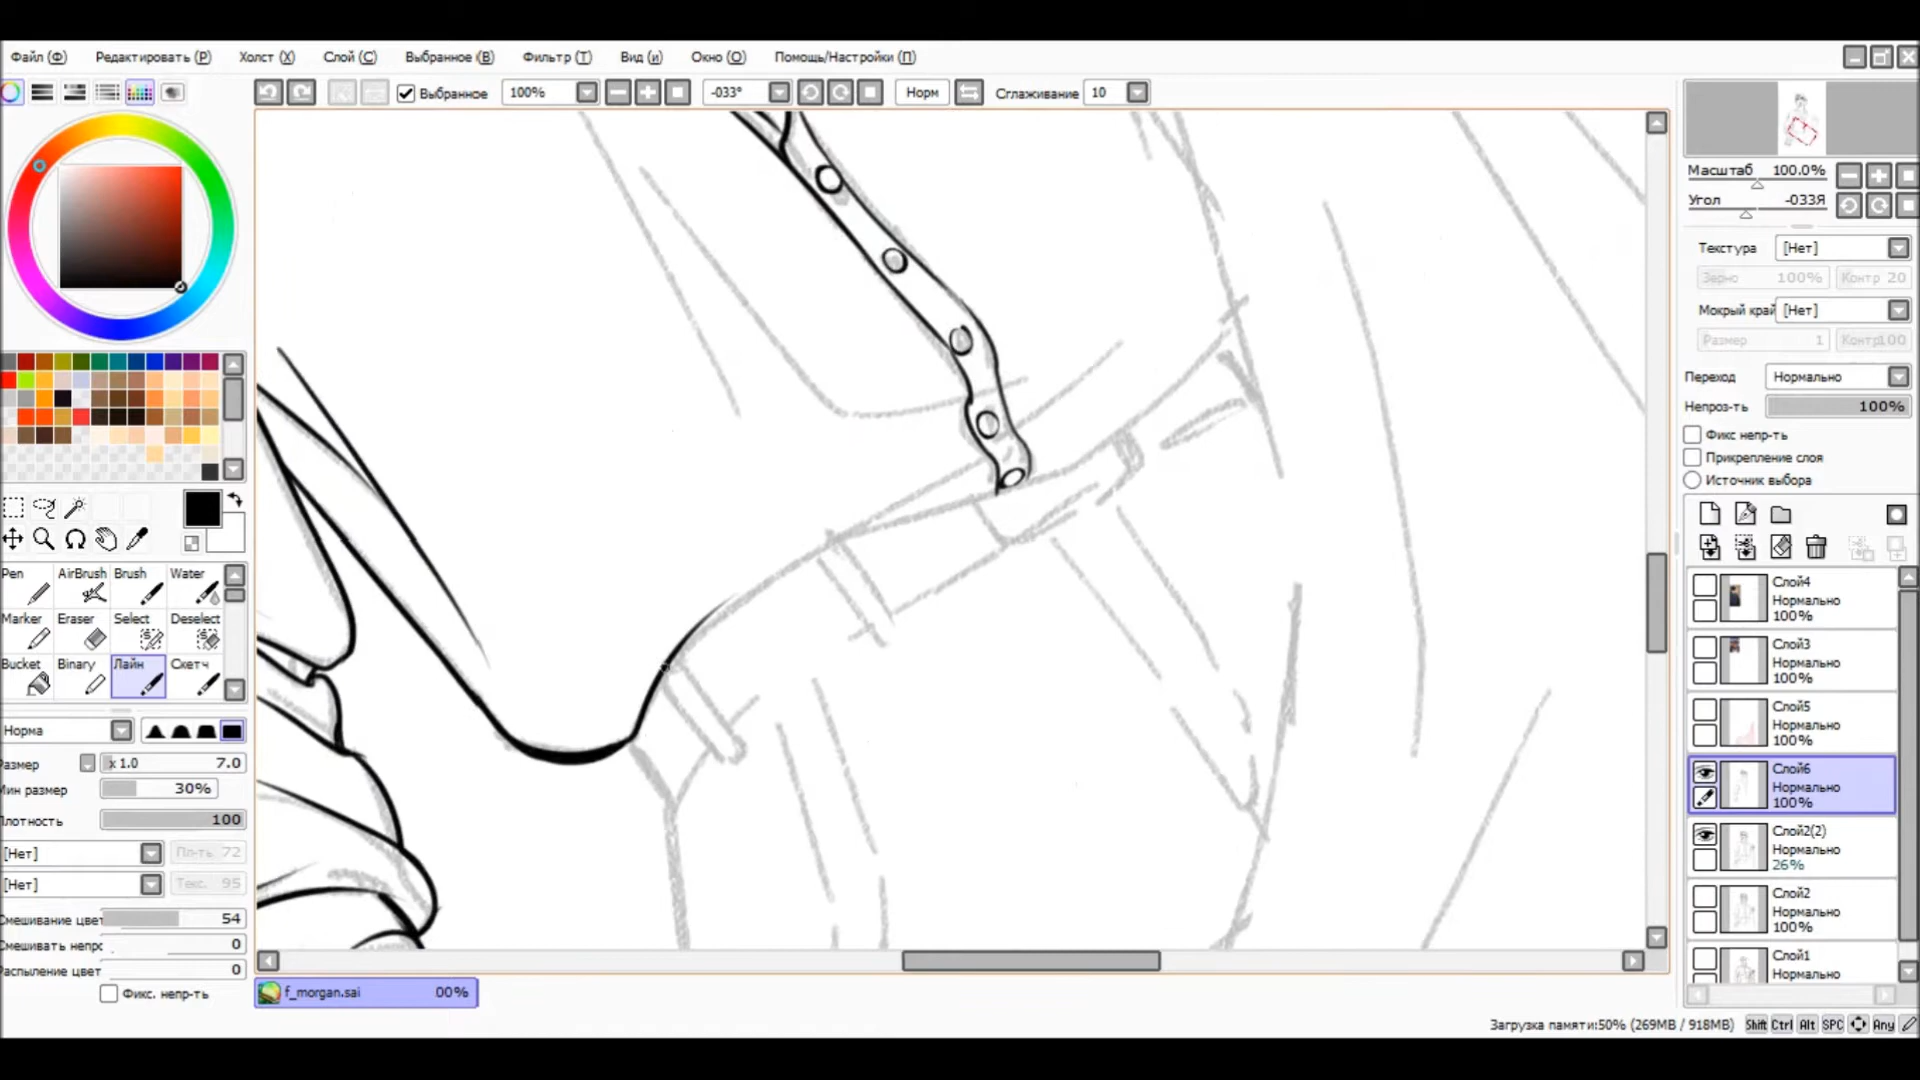 Файл (Ф) Редактировать (Р) Холст (Х) Слой (С) Выбранное (В) Фильтр (Т) Вид (и) Окно (О) Помощь/Настройки (П)
Выбранное 100% -033° Норм Сглаживание 10
Масштаб 100.0%
Угол -033Я
Текстура [Нет]
Зерно 100% Контр 20
Мокрый край [Нет]
Размер 1 Контр100
Переход Нормально
Непроз-ть 100%
Фикс непр-ть
Прикрепление слоя
Источник выбора
Pen AirBrush Brush Water
Marker Eraser Select Deselect
Bucket Binary Лайн Скетч
Норма
Размер x 1.0 7.0
Мин размер 30%
Плотность 100
[Нет] Пл-ть 72
[Нет] Текс. 95
Смешивание цвет 54
Смешивать непрс 0
Распыление цвет 0
Фикс. непр-ть
Слой4
Нормально
100%
Слой3
Нормально
100%
Слой5
Нормально
100%
Слой6
Нормально
100%
Слой2(2)
Нормально
26%
Слой2
Нормально
100%
Слой1
Нормально
f_morgan.sai 00%
Загрузка памяти:50% (269MB / 918MB) Shift Ctrl Alt SPC Any